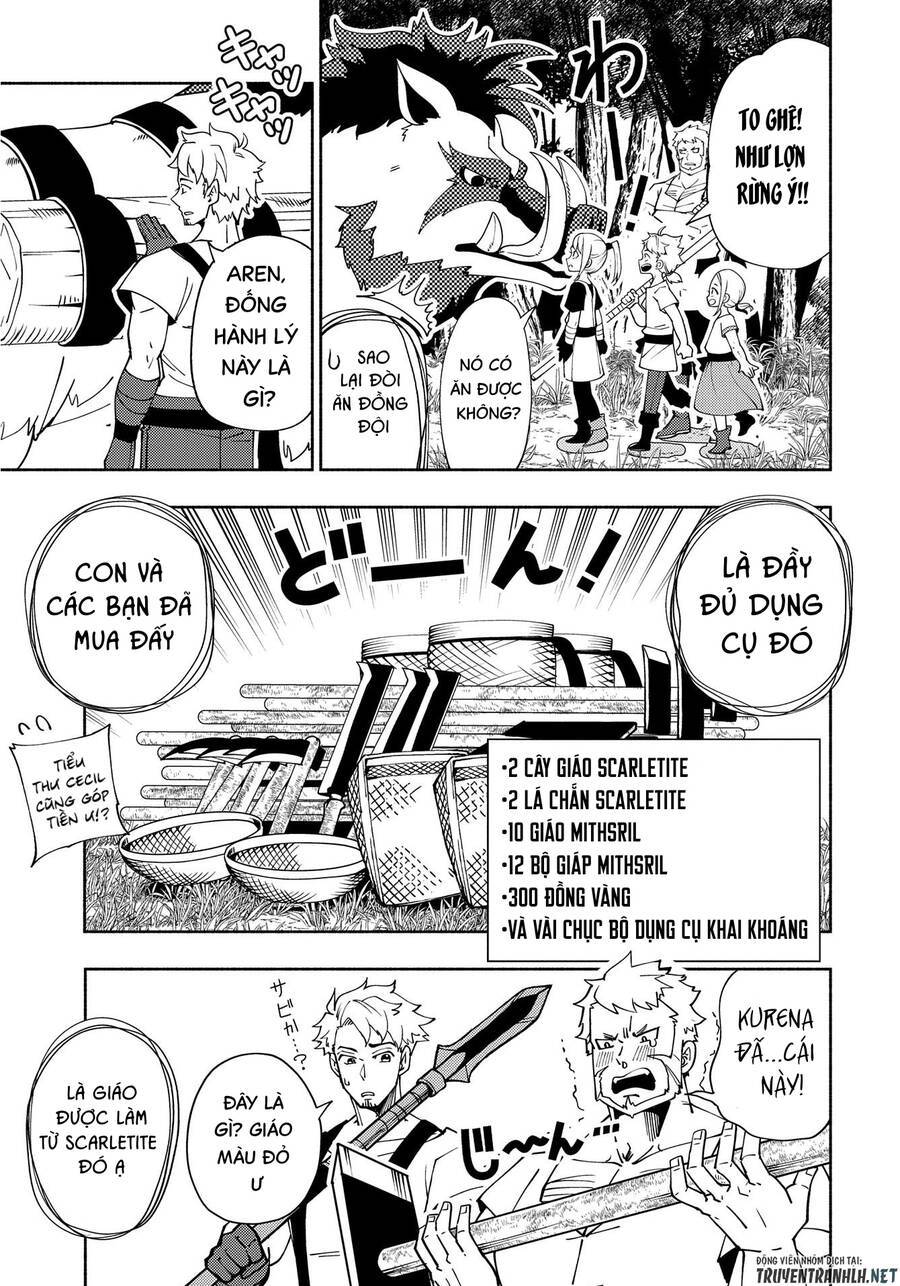 わー!
TO GHÊ!
NHƯ LỢN
RỪNG Ý!!
NÓ CÓ
ĂN ĐƯỢC
KHÔNG?
SAO
LẠI ĐÒI
ĂN ĐỒNG
ĐỘI
キャッ
キャッ
AREN,
ĐỐNG
HÀNH LÝ
NÀY LÀ
GÌ?
どーん!
LÀ ĐẦY
ĐỦ DỤNG
CỤ ĐÓ
CON VÀ
CÁC BẠN ĐÃ
MUA ĐẤY
TIỂU
THƯ CECIL
CŨNG GÓP
TIỀN Ư!?
•2 CÂY GIÁO SCARLETITE
•2 LÁ CHẮN SCARLETITE
•10 GIÁO MITHSRIL
•12 BỘ GIÁP MITHSRIL
•300 ĐỒNG VÀNG
•VÀ VÀI CHỤC BỘ DỤNG CỤ KHAI KHOÁNG
KURENA
ĐÃ...CÁI
NÀY!
じ〜〜ん…
サビか…?
ĐÂY LÀ
GÌ? GIÁO
MÀU ĐỎ
Ư
LÀ GIÁO
ĐƯỢC LÀM
TỪ SCARLETITE
ĐÓ Ạ
ĐỘNG VIÊN NHÓM DỊCH TẠI:
TRUYENTRANHLH.NET